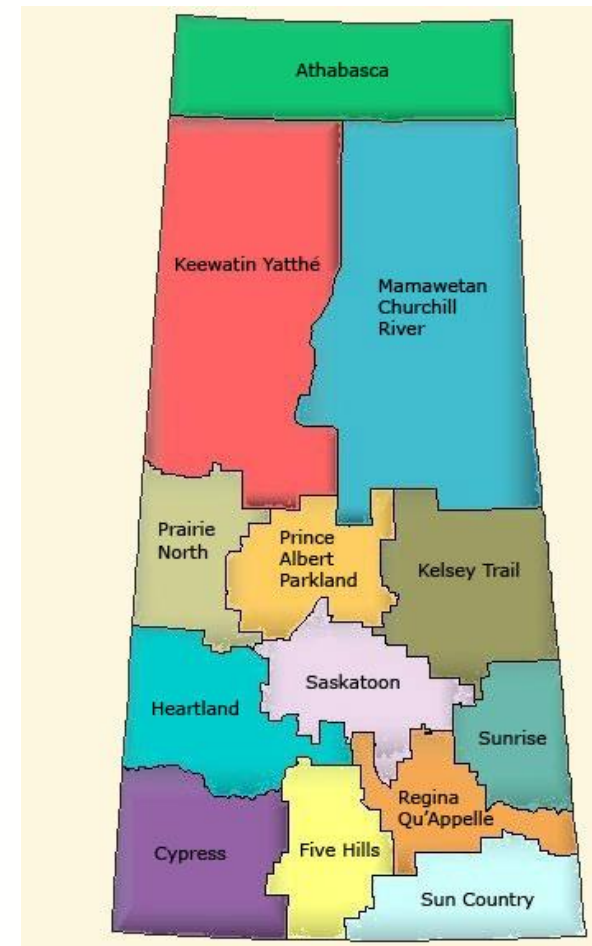 Athabasca
Keewatin Yatthé
Mamawetan
Churchill
River
Prairie
North
Prince
Albert
Parkland
Kelsey Trail
Saskatoon
Heartland
Sunrise
Regina
Qu'Appelle
Cypress
Five Hills
Sun Country